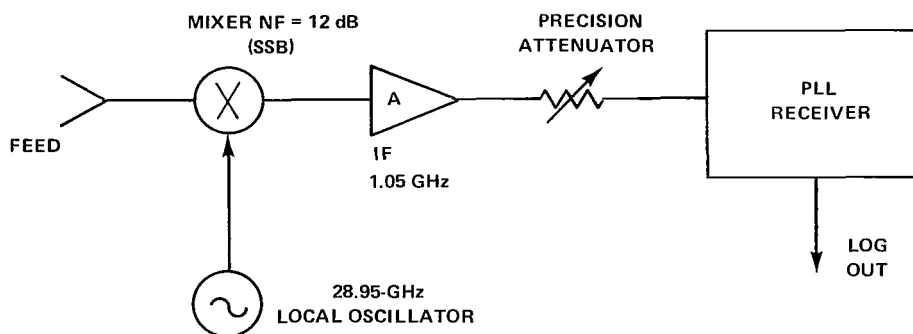 MIXER NF = 12 dB
(SSB)
PRECISION
ATTENUATOR
A
PLL
RECEIVER
FEED
IF
1.05 GHz
LOG
OUT
28.95-GHz
LOCAL OSCILLATOR